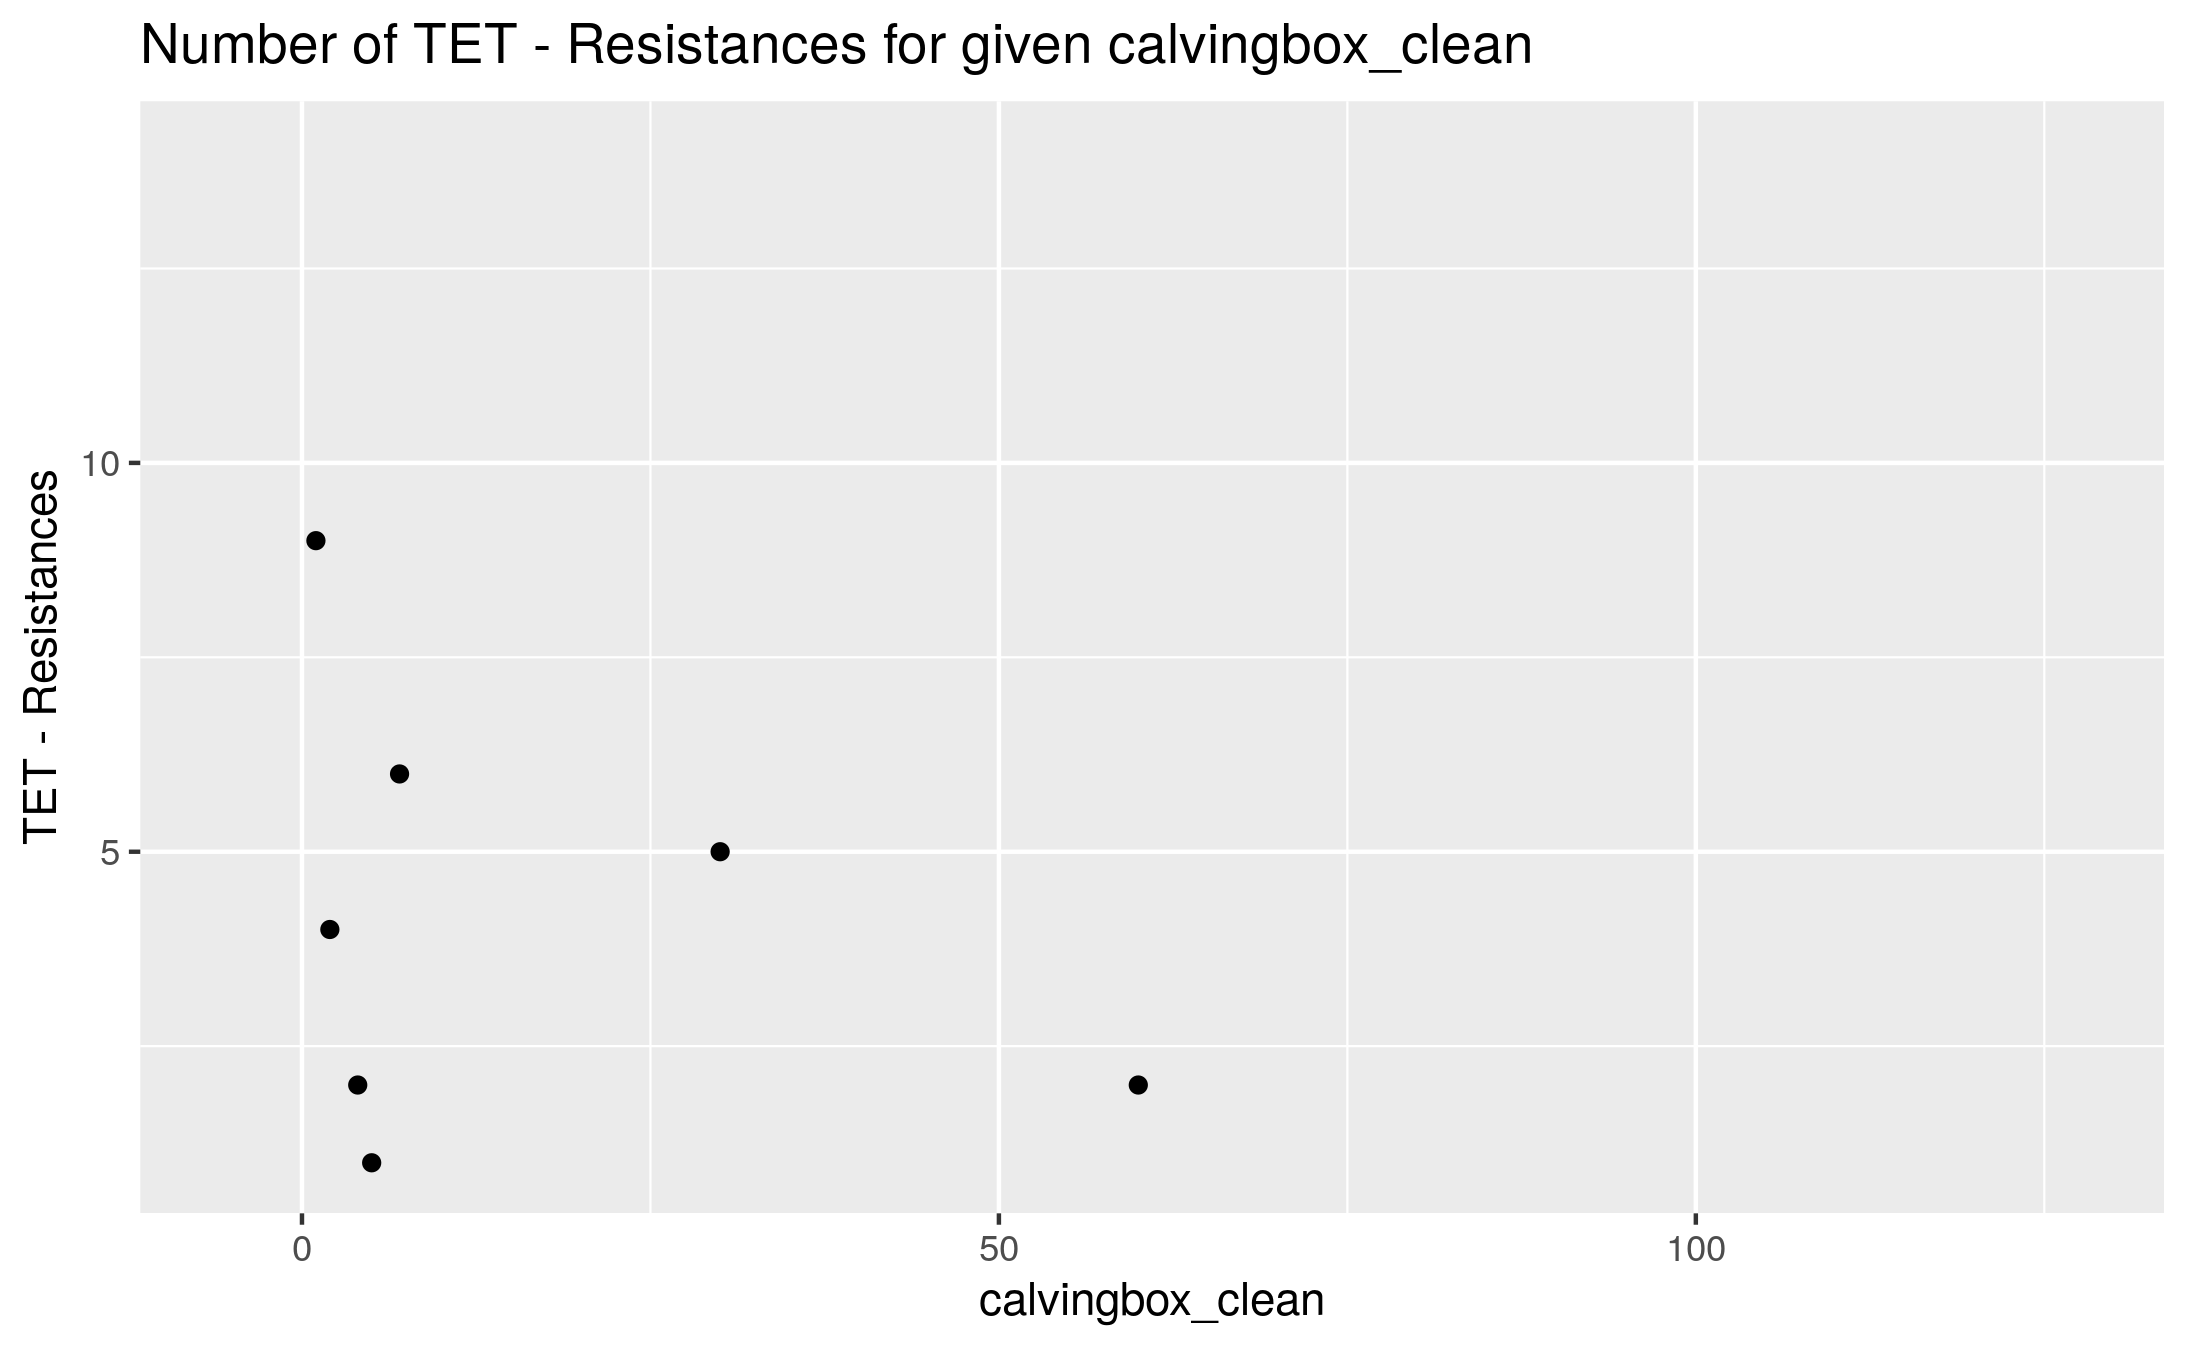 Number of TET - Resistances for given calvingbox_clean
TET - Resistances
10
5
0
50
100
calvingbox_clean